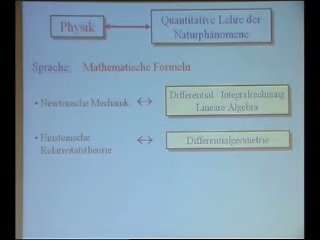 Physik
Quantitative Lehre der
Naturphänomene
Sprache: Mathematische Formeln
• Newtonsche Mechanik ↔ Differential / Integralrechnung
Lineare Algebra
• Einsteinsche
Relativitätstheorie ↔ Differentialgeometrie